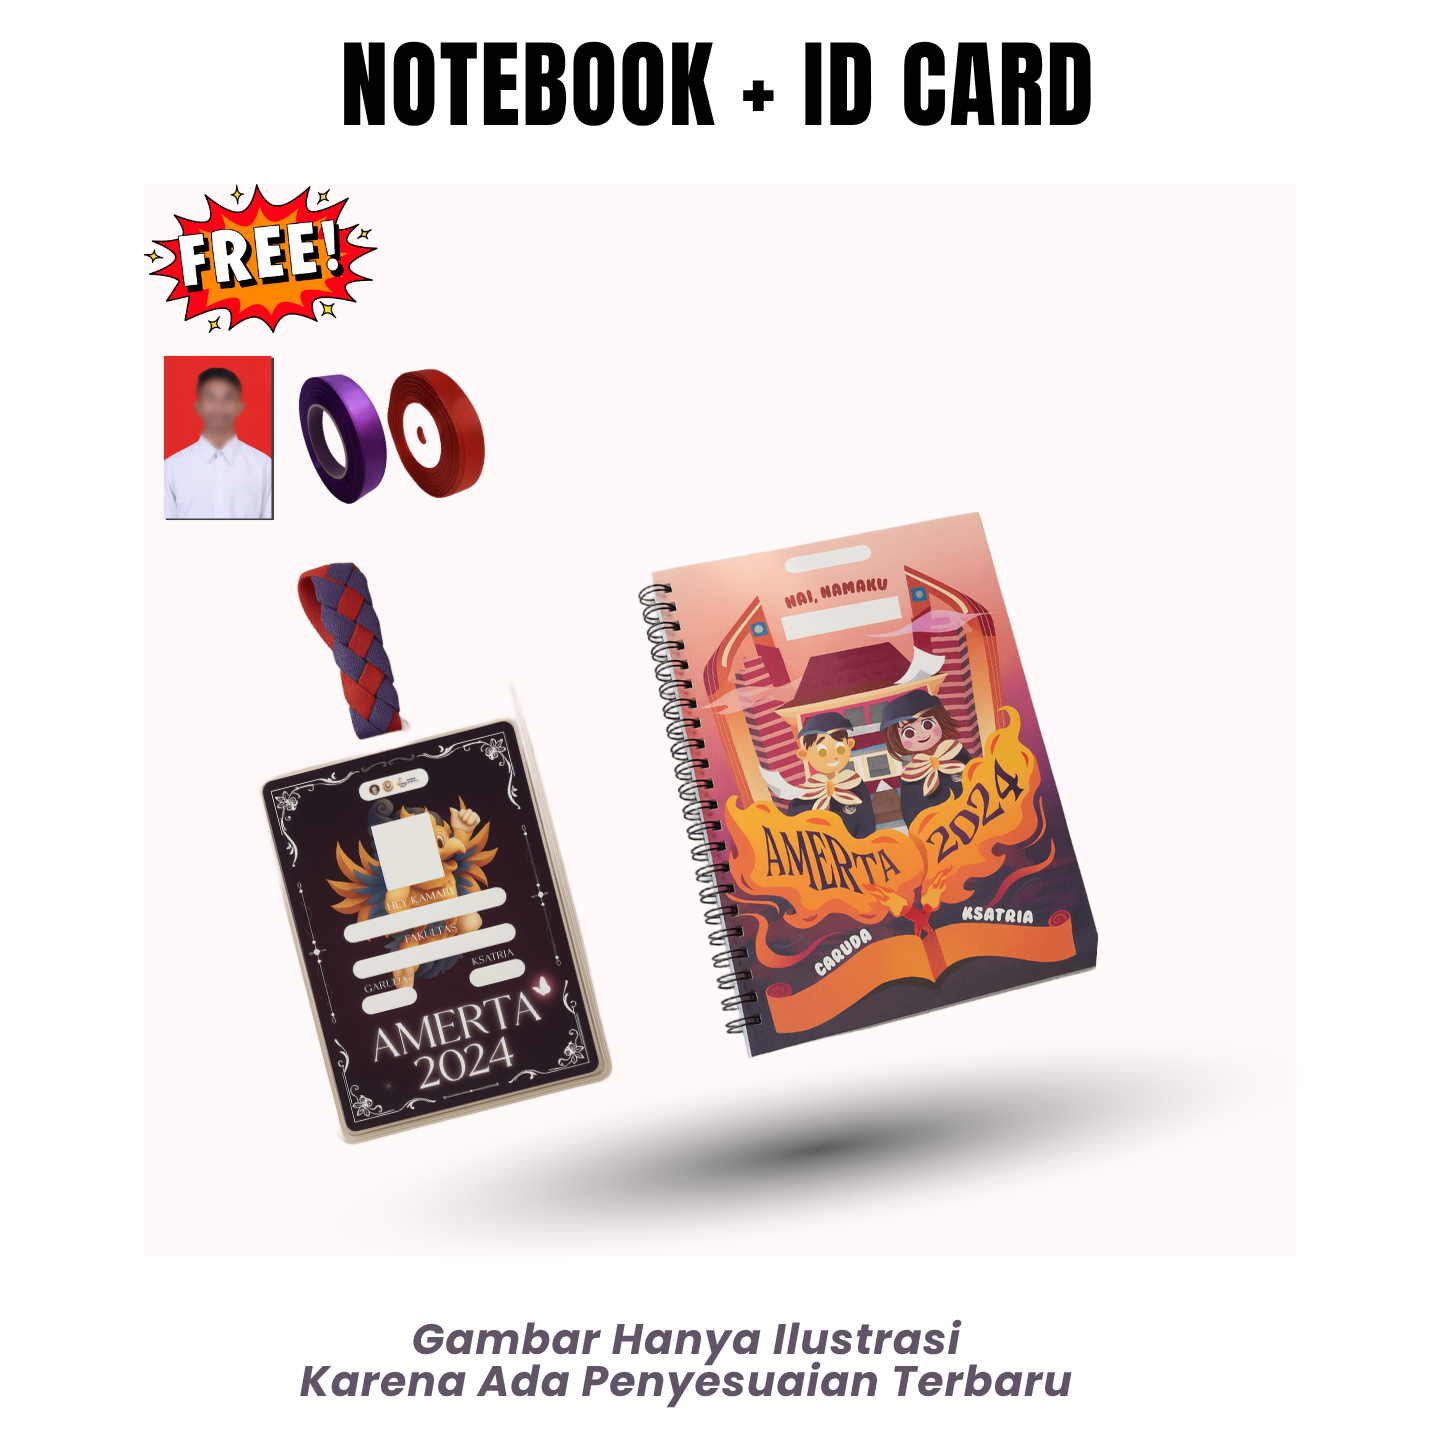 NOTEBOOK + ID CARD
FREE!
HAI, NAMAKU
AMERTA
2024
GARUDA
KSATRIA
HEY KAMARU
FAKULTAS
KSATRIA
GARUDA
AMERTA
2024
Gambar Hanya Ilustrasi
Karena Ada Penyesuaian Terbaru